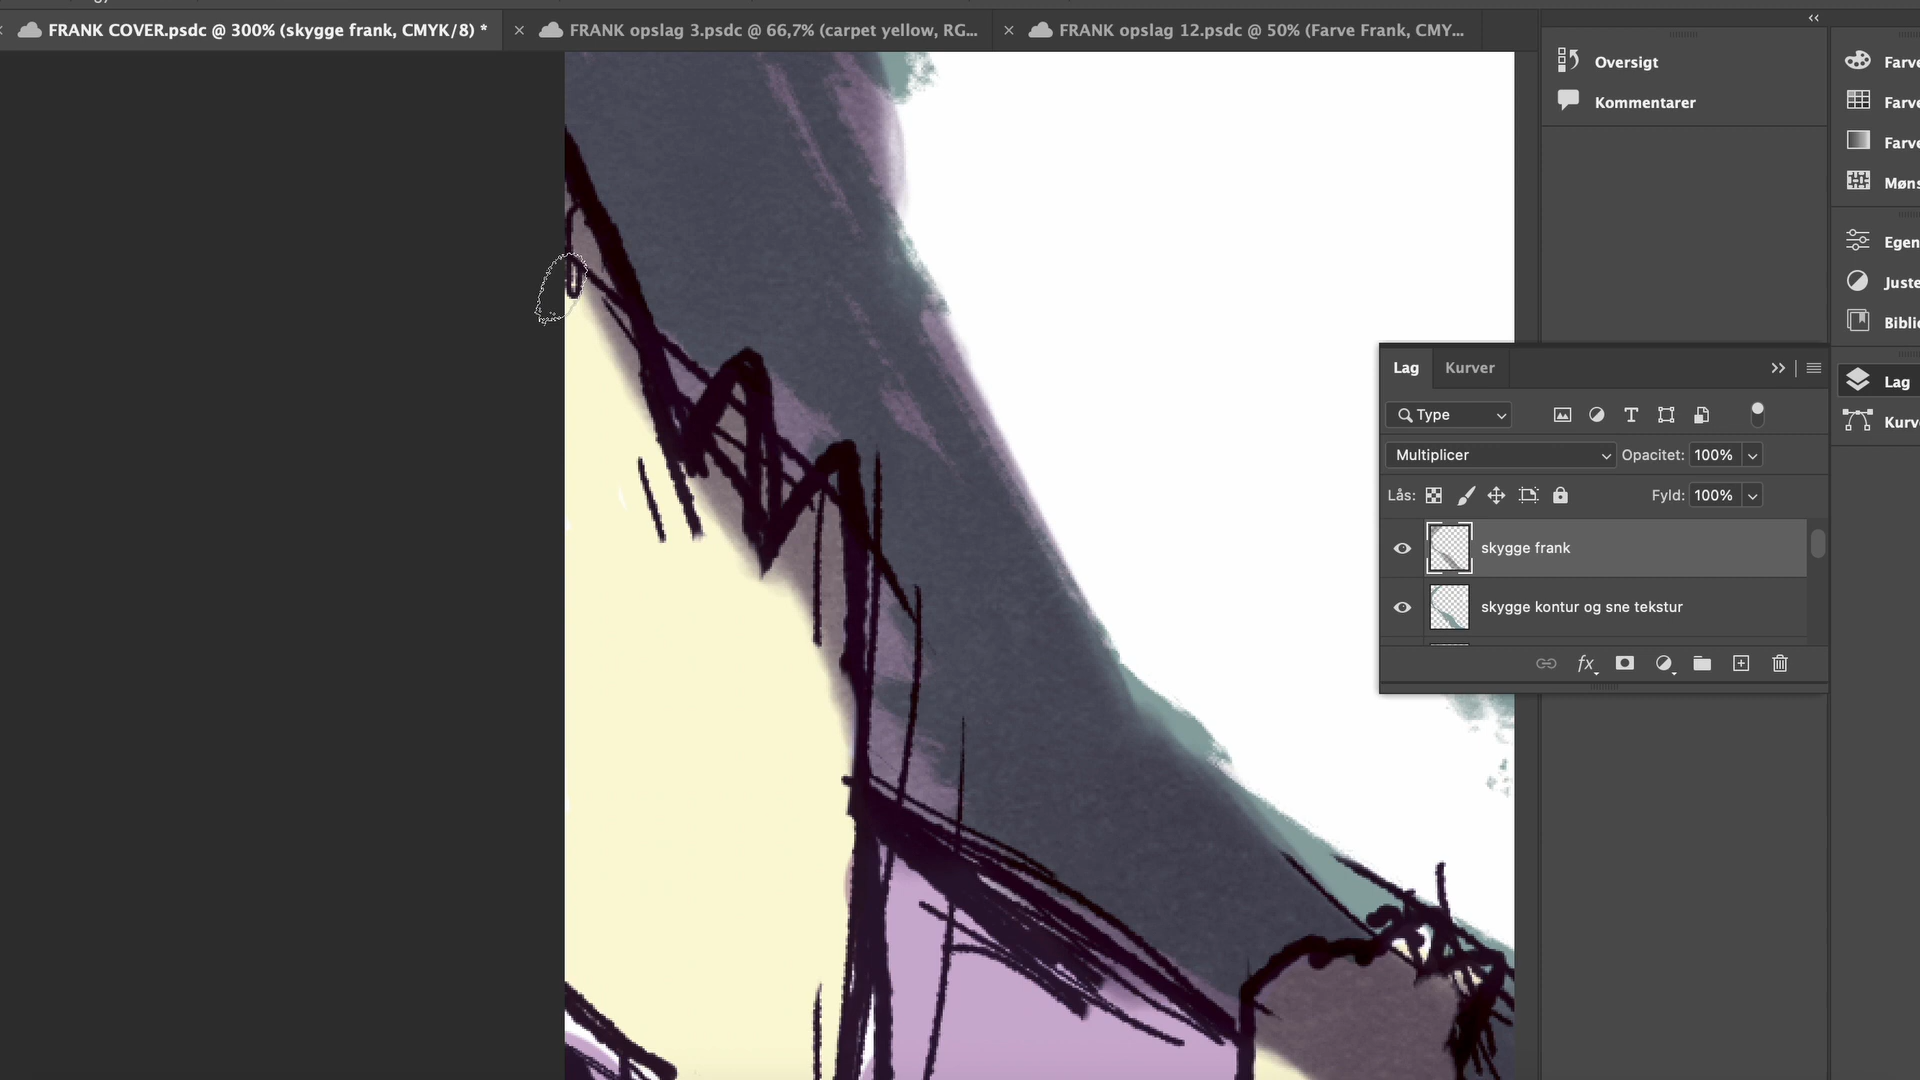 FRANK COVER.psdc @ 300% (skygge frank, CMYK/8) *
FRANK opslag 3.psdc @ 66,7% (carpet yellow, RG...
FRANK opslag 12.psdc @ 50% (Farve Frank, CMY...
Oversigt
Kommentarer
Farve
Farve
Farve
Møns
Egen
Juste
Biblio
Lag
Kurve
Lag
Kurver
Type
Multiplicer
Opacitet: 100%
Lås:
Fyld: 100%
skygge frank
skygge kontur og sne tekstur
fx